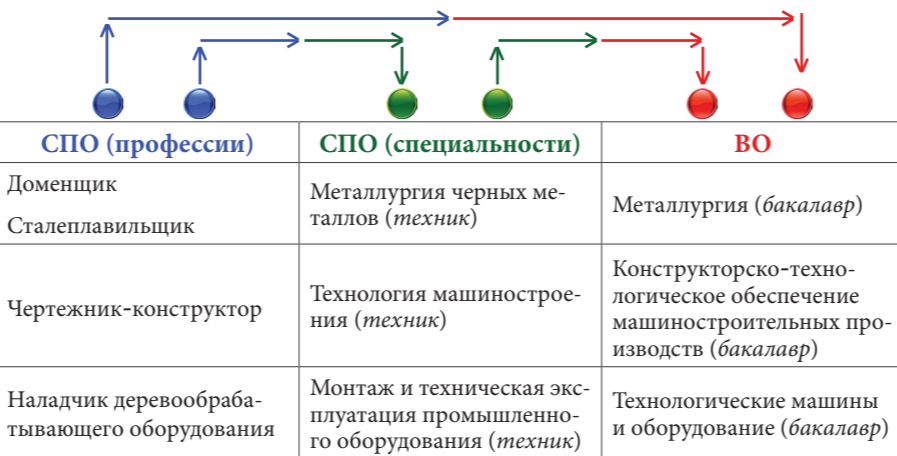 СПО (профессии)
СПО (специальности)
ВО
Доменщик
Сталеплавильщик
Металлургия черных ме-
таллов (техник)
Металлургия (бакалавр)
Чертежник-конструктор
Технология машинострое-
ния (техник)
Конструкторско-техно-
логическое обеспечение
машиностроительных про-
изводств (бакалавр)
Наладчик деревообраба-
тывающего оборудования
Монтаж и техническая экс-
плуатация промышленно-
го оборудования (техник)
Технологические машины
и оборудование (бакалавр)